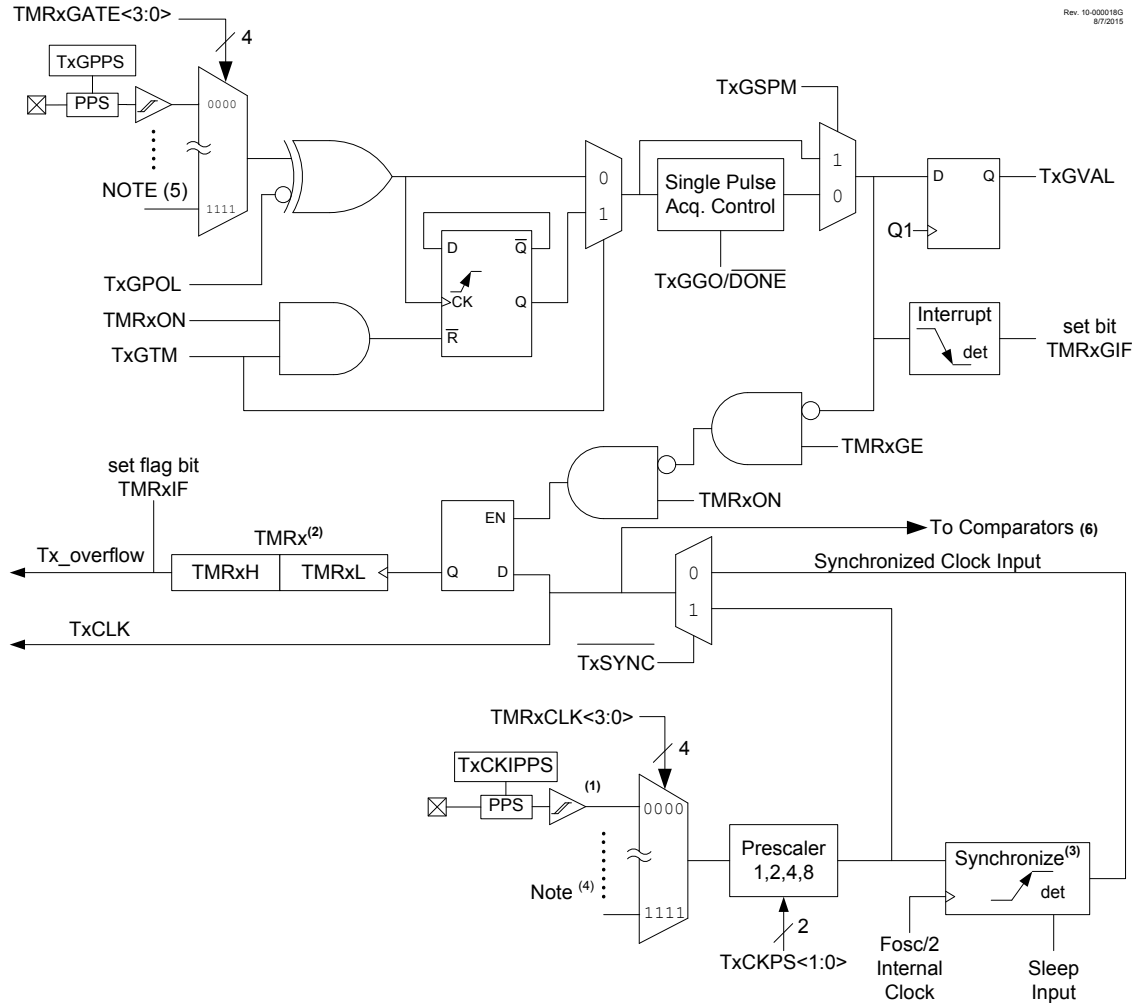 Rev. 10-000018G
8/7/2015
TMRxGATE<3:0>
4
TxGPPS
PPS
0000
NOTE (5)
1111
TxGPOL
TMRxON
TxGTM
D
Q
CK
Q
R
0
1
TxGSPM
Single Pulse
Acq. Control
TxGGO/DONE
1
0
D
Q
Q1
TxGVAL
Interrupt
det
set bit
TMRxGIF
TMRxGE
TMRxON
set flag bit
TMRxIF
Tx_overflow
TMRx(2)
TMRxH
TMRxL
EN
Q
D
TxCLK
To Comparators (6)
0
1
Synchronized Clock Input
TxSYNC
TMRxCLK<3:0>
4
TxCKIPPS
PPS
(1)
0000
Note (4)
1111
Prescaler
1,2,4,8
2
TxCKPS<1:0>
Synchronize(3)
det
Fosc/2
Internal
Clock
Sleep
Input